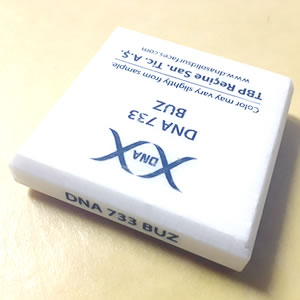 DNA
DNA 733
BUZ
Color may vary slightly from sample
TBP Reçine San. Tic. A.Ş.
www.dnasolidsurfaces.com
DNA 733 BUZ